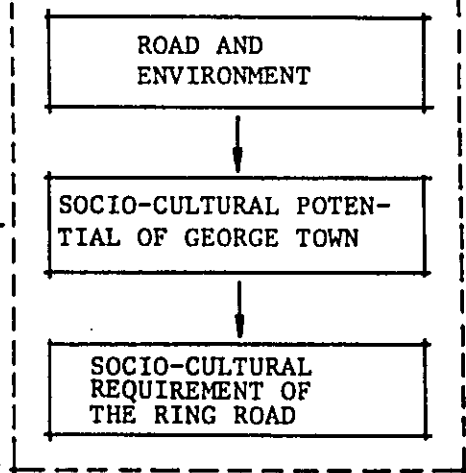 ROAD AND
ENVIRONMENT
SOCIO-CULTURAL POTEN-
TIAL OF GEORGE TOWN
SOCIO-CULTURAL
REQUIREMENT OF
THE RING ROAD